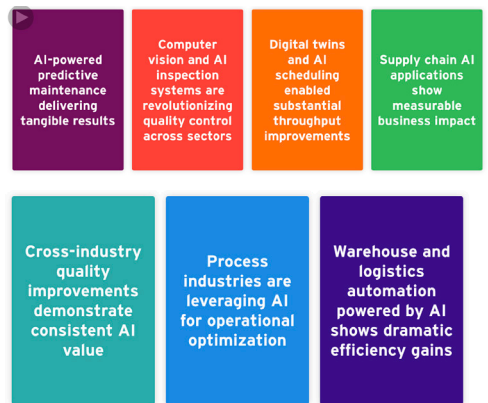 AI-powered
predictive
maintenance
delivering
tangible results
Computer
vision and AI
inspection
systems are
revolutionizing
quality control
across sectors
Digital twins
and AI
scheduling
enabled
substantial
throughput
improvements
Supply chain AI
applications
show
measurable
business impact
Cross-industry
quality
improvements
demonstrate
consistent AI
value
Process
industries are
leveraging AI
for operational
optimization
Warehouse and
logistics
automation
powered by AI
shows dramatic
efficiency gains